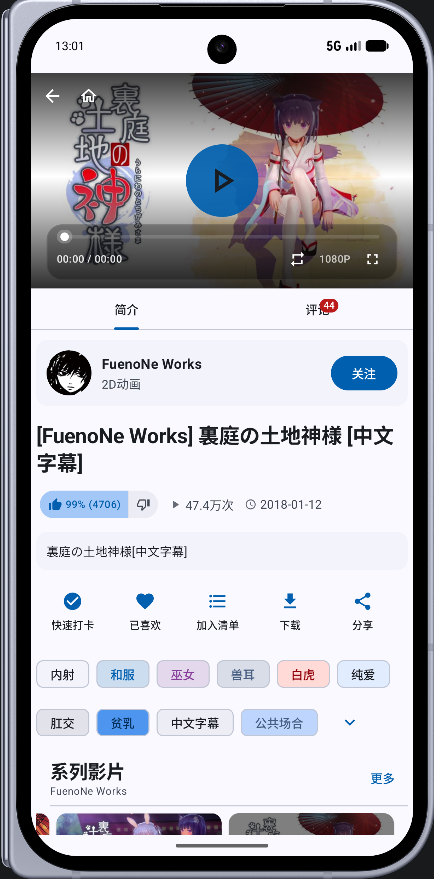 13:01
5G
裏庭
の
土地
神様
00:00 / 00:00
1080P
简介
评论
44
FuenoNe Works
2D动画
关注
[FuenoNe Works] 裏庭の土地神様 [中文
字幕]
99% (4706)
47.4万次
2018-01-12
裏庭の土地神様[中文字幕]
快速打卡
已喜欢
加入清单
下载
分享
内射
和服
巫女
兽耳
白虎
纯爱
肛交
贫乳
中文字幕
公共场合
系列影片
FuenoNe Works
更多